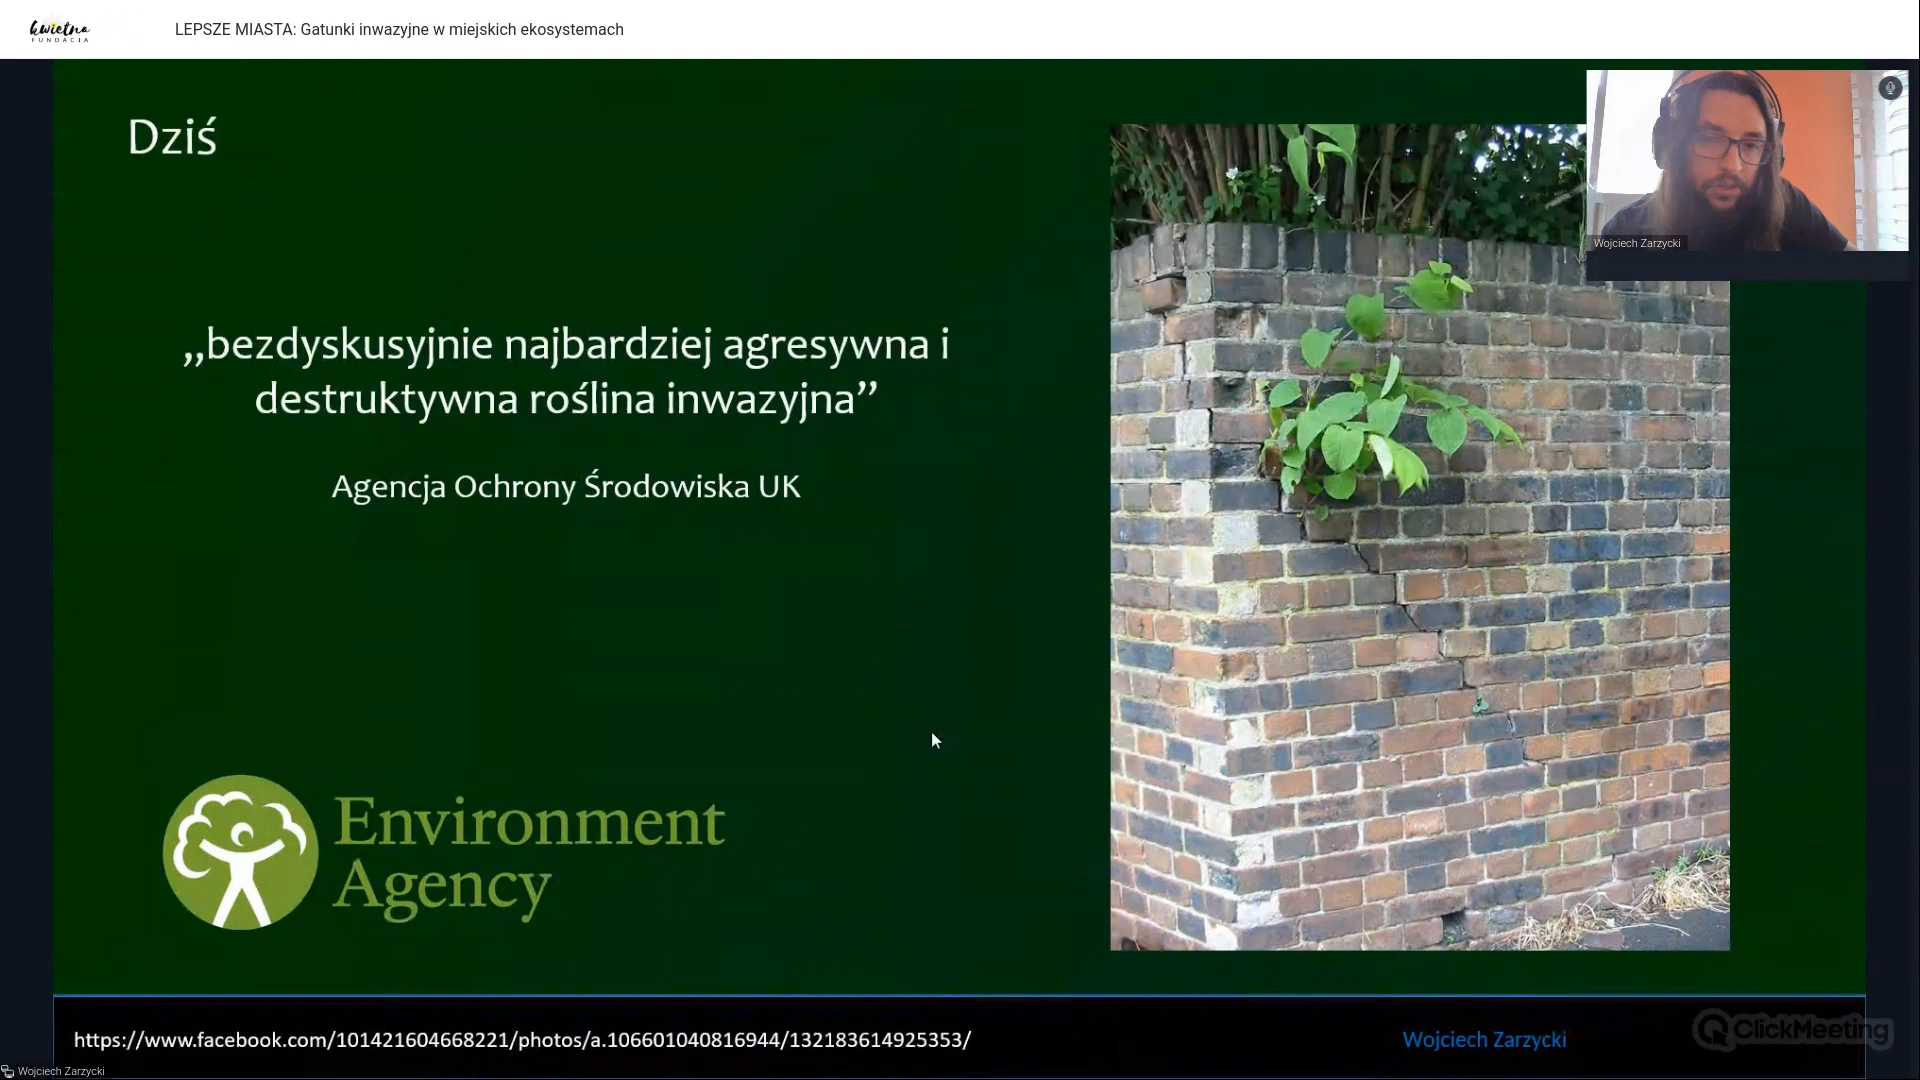 kwietna
FUNDACJA
LEPSZE MIASTA: Gatunki inwazyjne w miejskich ekosystemach
Dziś
Wojciech Zarzycki
„bezdyskusyjnie najbardziej agresywna i
destruktywna roślina inwazyjna”
Agencja Ochrony Środowiska UK
Environment
Agency
https://www.facebook.com/101421604668221/photos/a.106601040816944/132183614925353/
Wojciech Zarzycki
ClickMeeting
Wojciech Zarzycki